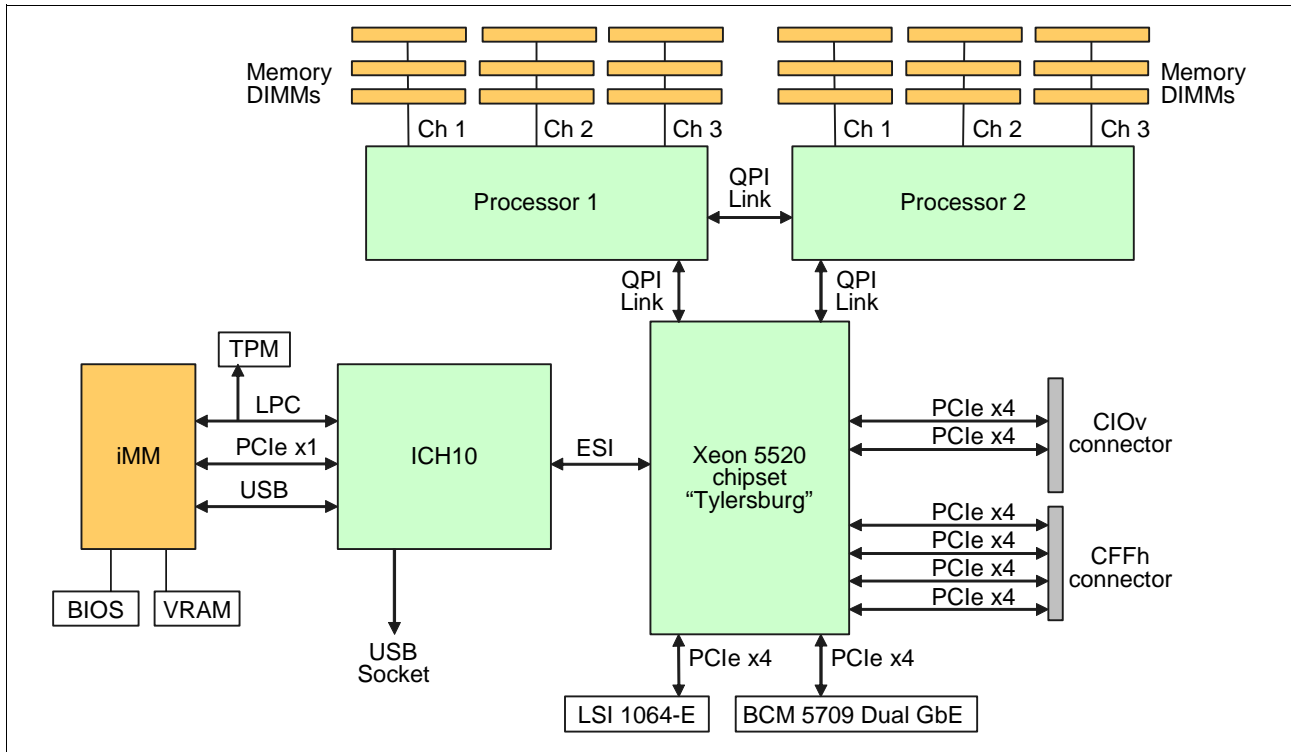 Memory
DIMMs
Memory
DIMMs
Ch 1
Ch 2
Ch 3
Ch 1
Ch 2
Ch 3
Processor 1
QPI
Link
Processor 2
QPI
Link
QPI
Link
TPM
LPC
PCIe x1
USB
iMM
ICH10
ESI
Xeon 5520
chipset
“Tylersburg”
PCIe x4
PCIe x4
CIOv
connector
PCIe x4
PCIe x4
PCIe x4
PCIe x4
CFFh
connector
BIOS
VRAM
USB
Socket
PCIe x4
PCIe x4
LSI 1064-E
BCM 5709 Dual GbE